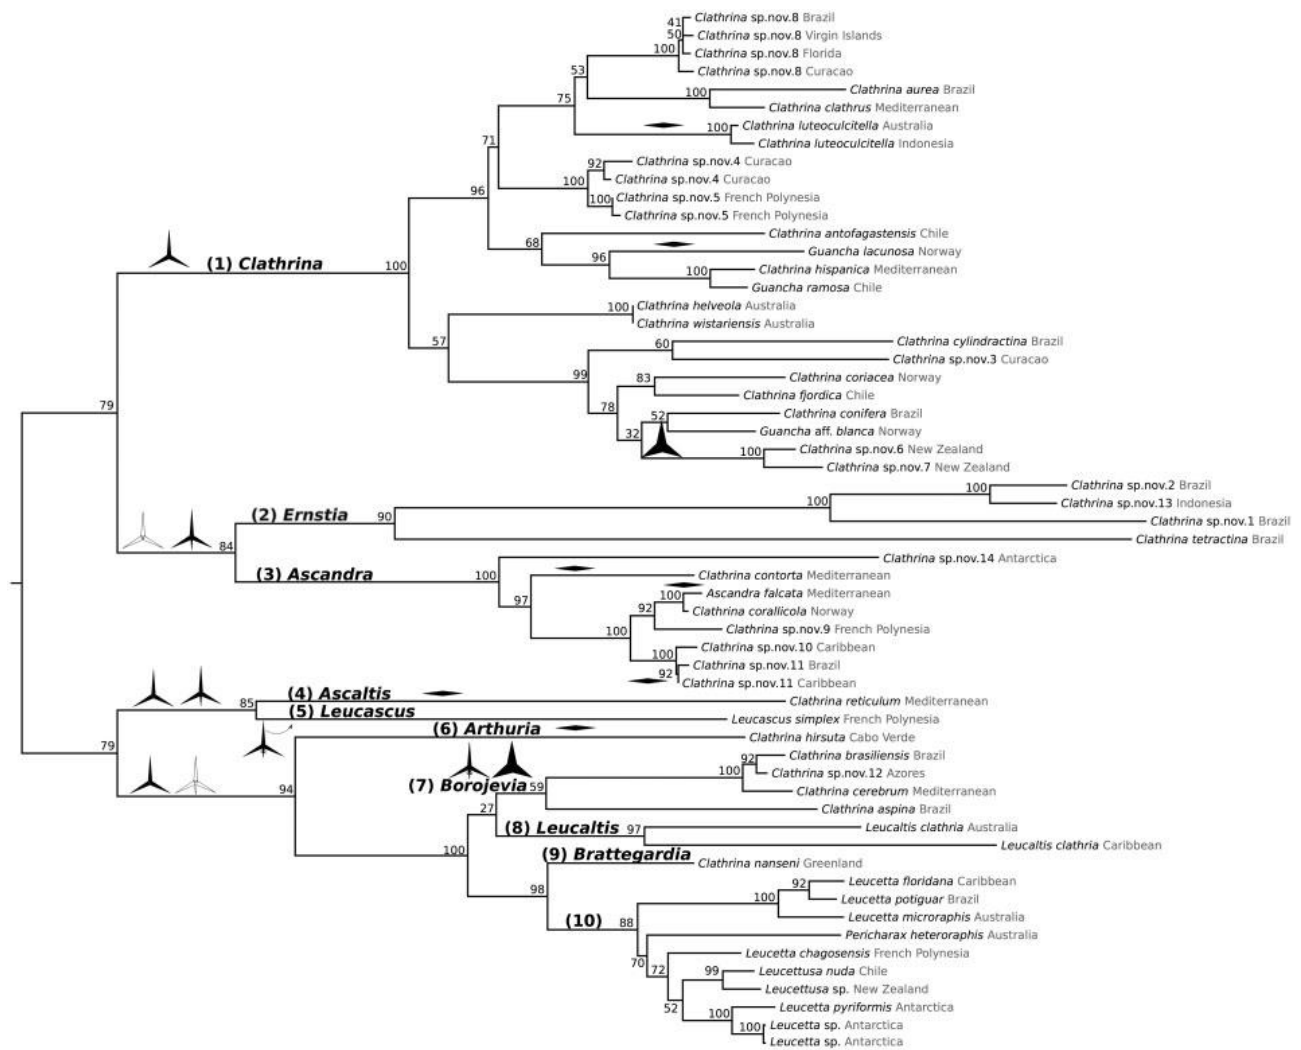 41
Clathrina sp.nov.8 Brazil
50
Clathrina sp.nov.8 Virgin Islands
100
Clathrina sp.nov.8 Florida
53
Clathrina sp.nov.8 Curacao
100
Clathrina aurea Brazil
75
Clathrina clathrus Mediterranean
100
Clathrina luteoculcitella Australia
71
Clathrina luteoculcitella Indonesia
92
Clathrina sp.nov.4 Curacao
100
Clathrina sp.nov.4 Curacao
96
100
Clathrina sp.nov.5 French Polynesia
Clathrina sp.nov.5 French Polynesia
68
Clathrina antofagastensis Chile
96
Guancha lacunosa Norway
(1) Clathrina
100
100
Clathrina hispanica Mediterranean
Guancha ramosa Chile
100
Clathrina helveola Australia
Clathrina wistariensis Australia
57
60
Clathrina cylindractina Brazil
Clathrina sp.nov.3 Curacao
99
83
Clathrina coriacea Norway
Clathrina fjordica Chile
79
78
52
Clathrina conifera Brazil
32
Guancha aff. blanca Norway
100
Clathrina sp.nov.6 New Zealand
Clathrina sp.nov.7 New Zealand
100
Clathrina sp.nov.2 Brazil
100
Clathrina sp.nov.13 Indonesia
(2) Ernstia
90
Clathrina sp.nov.1 Brazil
84
Clathrina tetractina Brazil
Clathrina sp.nov.14 Antarctica
(3) Ascandra
100
Clathrina contorta Mediterranean
97
100
Ascandra falcata Mediterranean
92
Clathrina corallicola Norway
100
Clathrina sp.nov.9 French Polynesia
100
Clathrina sp.nov.10 Caribbean
92
Clathrina sp.nov.11 Brazil
Clathrina sp.nov.11 Caribbean
(4) Ascaltis
85
Clathrina reticulum Mediterranean
(5) Leucascus
Leucascus simplex French Polynesia
79
(6) Arthuria
Clathrina hirsuta Cabo Verde
92
Clathrina brasiliensis Brazil
100
Clathrina sp.nov.12 Azores
94
(7) Borojevia
59
Clathrina cerebrum Mediterranean
27
Clathrina aspina Brazil
(8) Leucaltis
97
Leucaltis clathria Australia
100
Leucaltis clathria Caribbean
(9) Brattegardia
Clathrina nanseni Greenland
98
92
Leucetta floridana Caribbean
100
Leucetta potiguar Brazil
(10)
88
Leucetta microraphis Australia
Pericharax heteroraphis Australia
70
Leucetta chagosensis French Polynesia
72
99
Leucettusa nuda Chile
Leucettusa sp. New Zealand
52
100
Leucetta pyriformis Antarctica
100
Leucetta sp. Antarctica
Leucetta sp. Antarctica